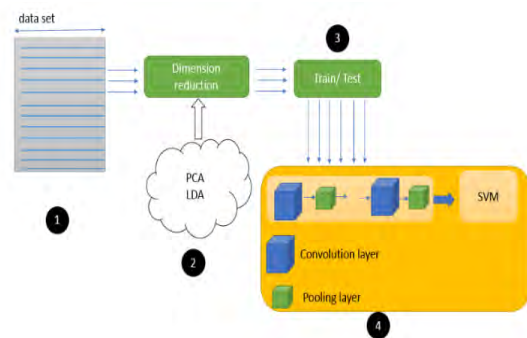 data set
3
Dimension
reduction
Train/ Test
PCA
LDA
1
SVM
2
Convolution layer
Pooling layer
4